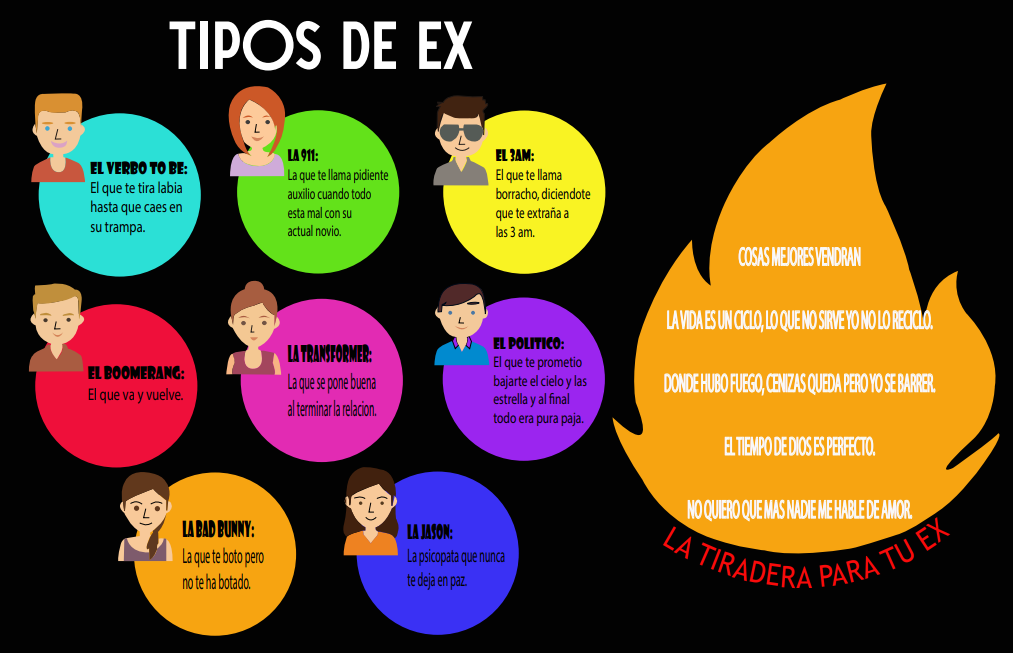 TIPOS DE EX
EL VERBO TO BE:
El que te tira labia
hasta que caes en
su trampa.
LA 911:
La que te llama pidiente
auxilio cuando todo
esta mal con su
actual novio.
EL 3AM:
El que te llama
borracho, diciendote
que te extraña a
las 3 am.
EL BOOMERANG:
El que va y vuelve.
LA TRANSFORMER:
La que se pone buena
al terminar la relacion.
EL POLITICO:
El que te prometio
bajarte el cielo y las
estrella y al final
todo era pura paja.
LA BAD BUNNY:
La que te boto pero
no te ha botado.
LA JASON:
La psicopata que nunca
te deja en paz.
COSAS MEJORES VENDRAN
LA VIDA ES UN CICLO, LO QUE NO SIRVE YO NO LO RECICLO.
DONDE HUBO FUEGO, CENIZAS QUEDA PERO YO SE BARRER.
EL TIEMPO DE DIOS ES PERFECTO.
NO QUIERO QUE MAS NADIE ME HABLE DE AMOR.
LA TIRADERA PARA TU EX